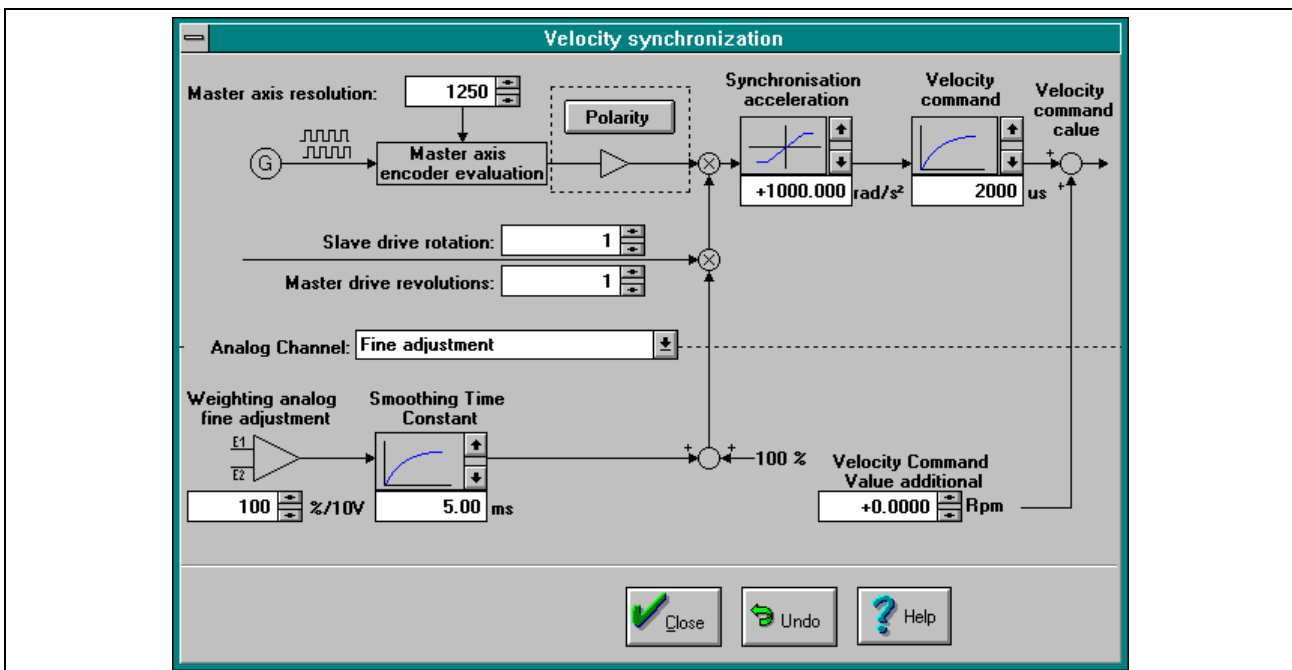 Velocity synchronization
Master axis resolution:
1250
Polarity
Synchronisation
acceleration
Velocity
command
Velocity
command
calue
G
Master axis
encoder evaluation
+
+
+1000.000 rad/s²
2000 us
Slave drive rotation: 1
Master drive revolutions: 1
Analog Channel: Fine adjustment
Weighting analog
fine adjustment
Smoothing Time
Constant
E1
E2
+ +
100 %
Velocity Command
Value additional
100 %/10V
5.00 ms
+0.0000 Rpm
Close
Undo
? Help